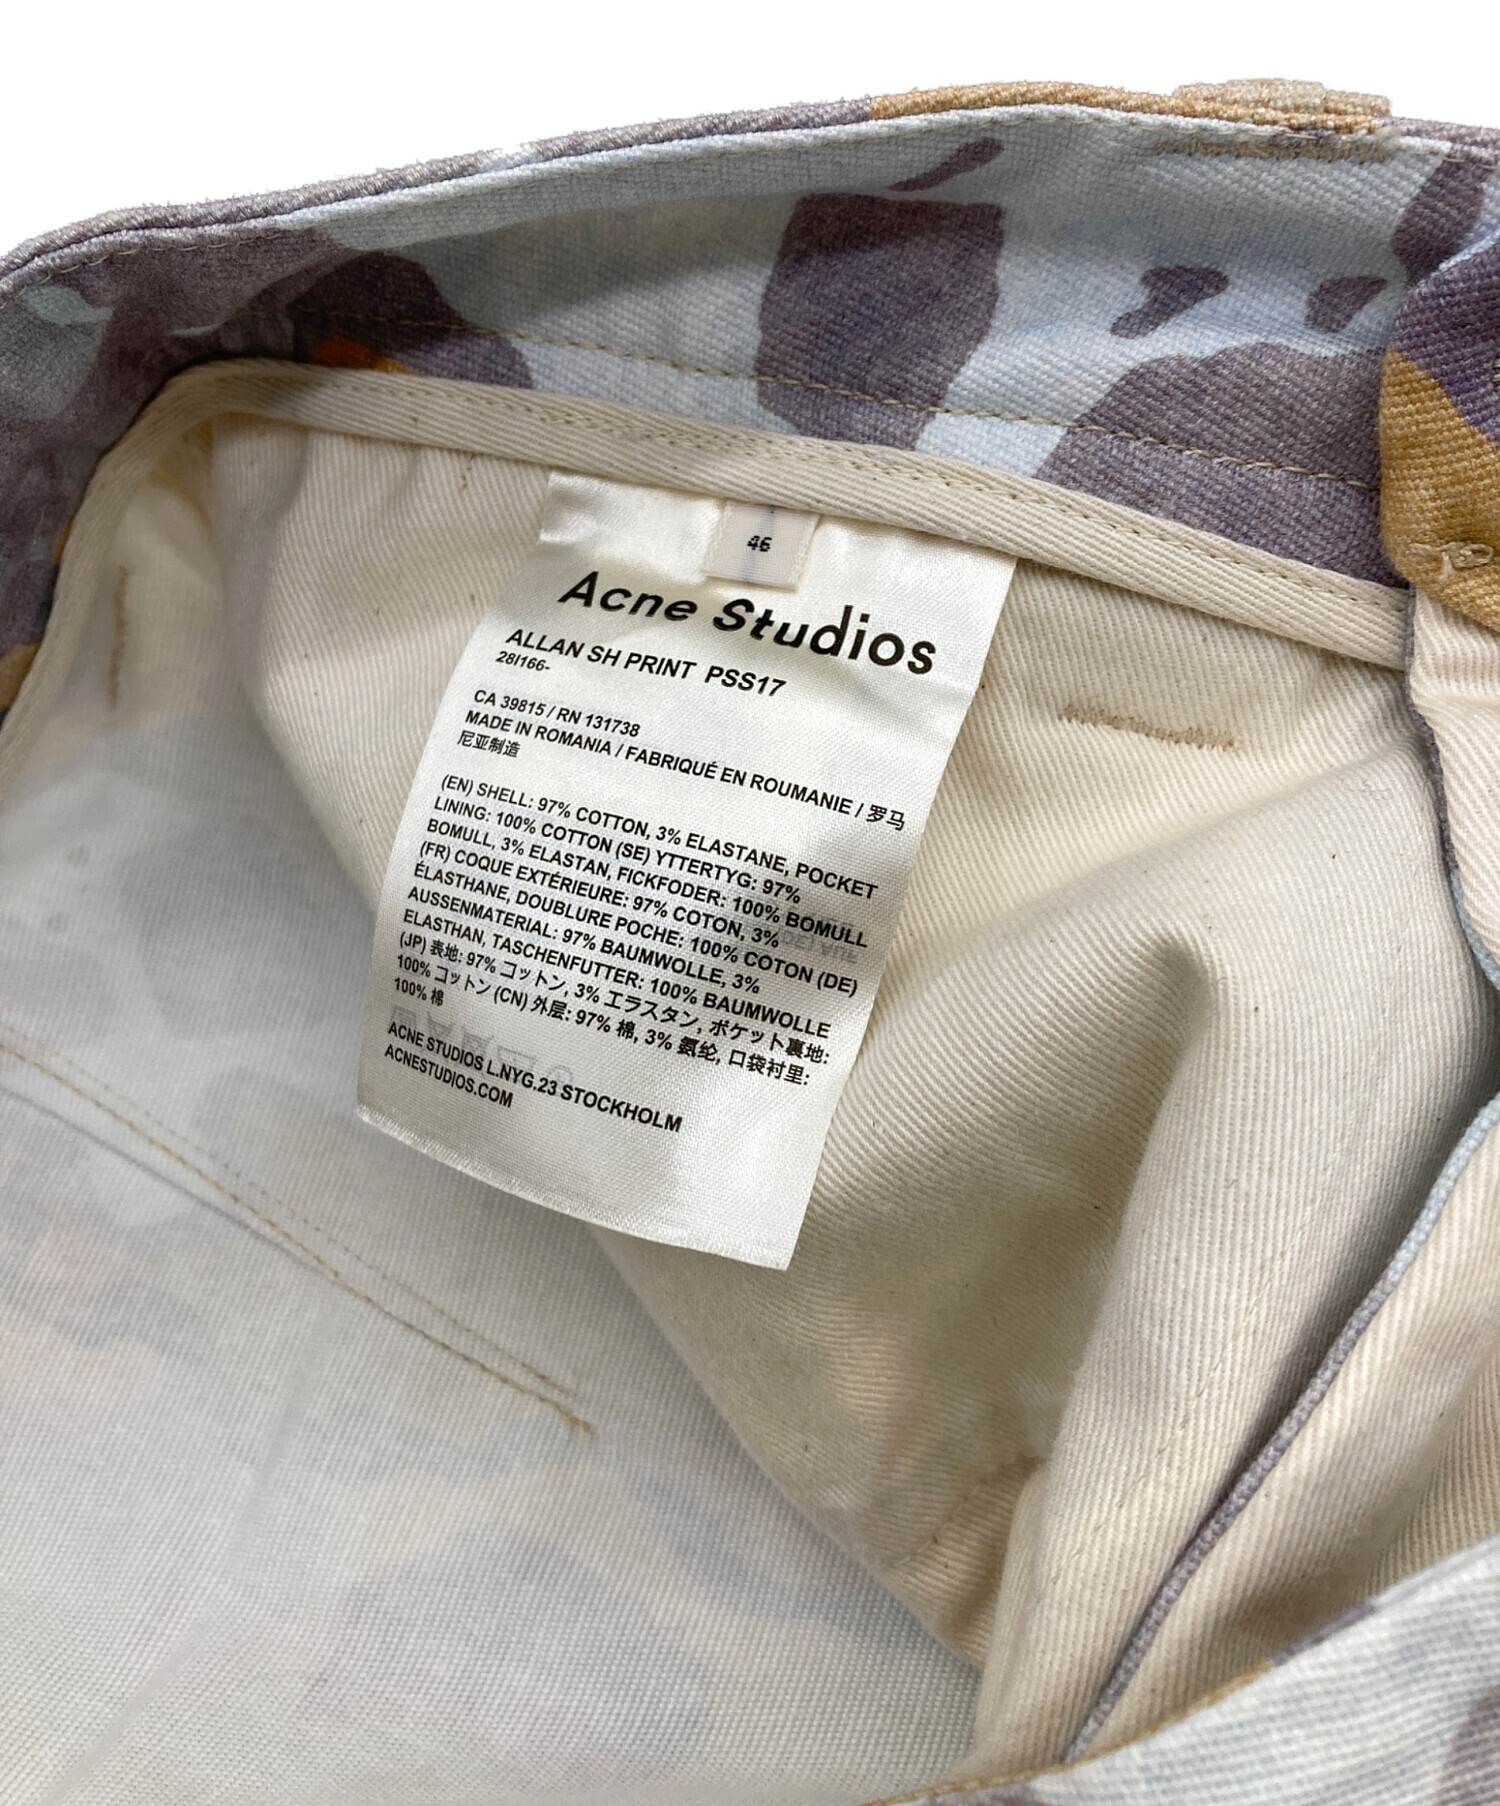 46
Acne Studios
ALLAN SH PRINT PSS17
28I166-
CA 39815 / RN 131738
MADE IN ROMANIA / FABRIQUÉ EN ROUMANIE / 罗马
尼亚制造
(EN) SHELL: 97% COTTON, 3% ELASTANE, POCKET
LINING: 100% COTTON (SE) YTTERTYG: 97%
BOMULL, 3% ELASTAN, FICKFODER: 100% BOMULL
(FR) COQUE EXTÉRIEURE: 97% COTON, 3%
ÉLASTHANE, DOUBLURE POCHE: 100% COTON (DE)
AUSSENMATERIAL: 97% BAUMWOLLE, 3%
ELASTHAN, TASCHENFUTTER: 100% BAUMWOLLE
(JP) 表地: 97% コットン, 3% エラスタン, ポケット裏地:
100% コットン (CN) 外层: 97% 棉, 3% 氨纶, 口袋衬里:
100% 棉
ACNE STUDIOS L.NYG.23 STOCKHOLM
ACNESTUDIOS.COM